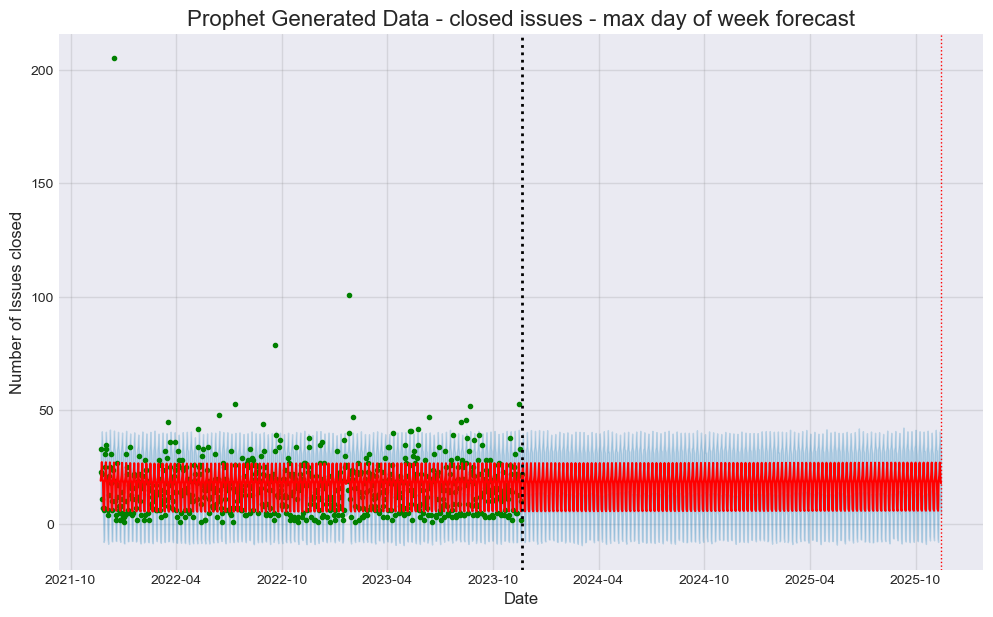 Prophet Generated Data - closed issues - max day of week forecast
Number of Issues closed
200
150
100
50
0
2021-10 2022-04 2022-10 2023-04 2023-10 2024-04 2024-10 2025-04 2025-10
Date